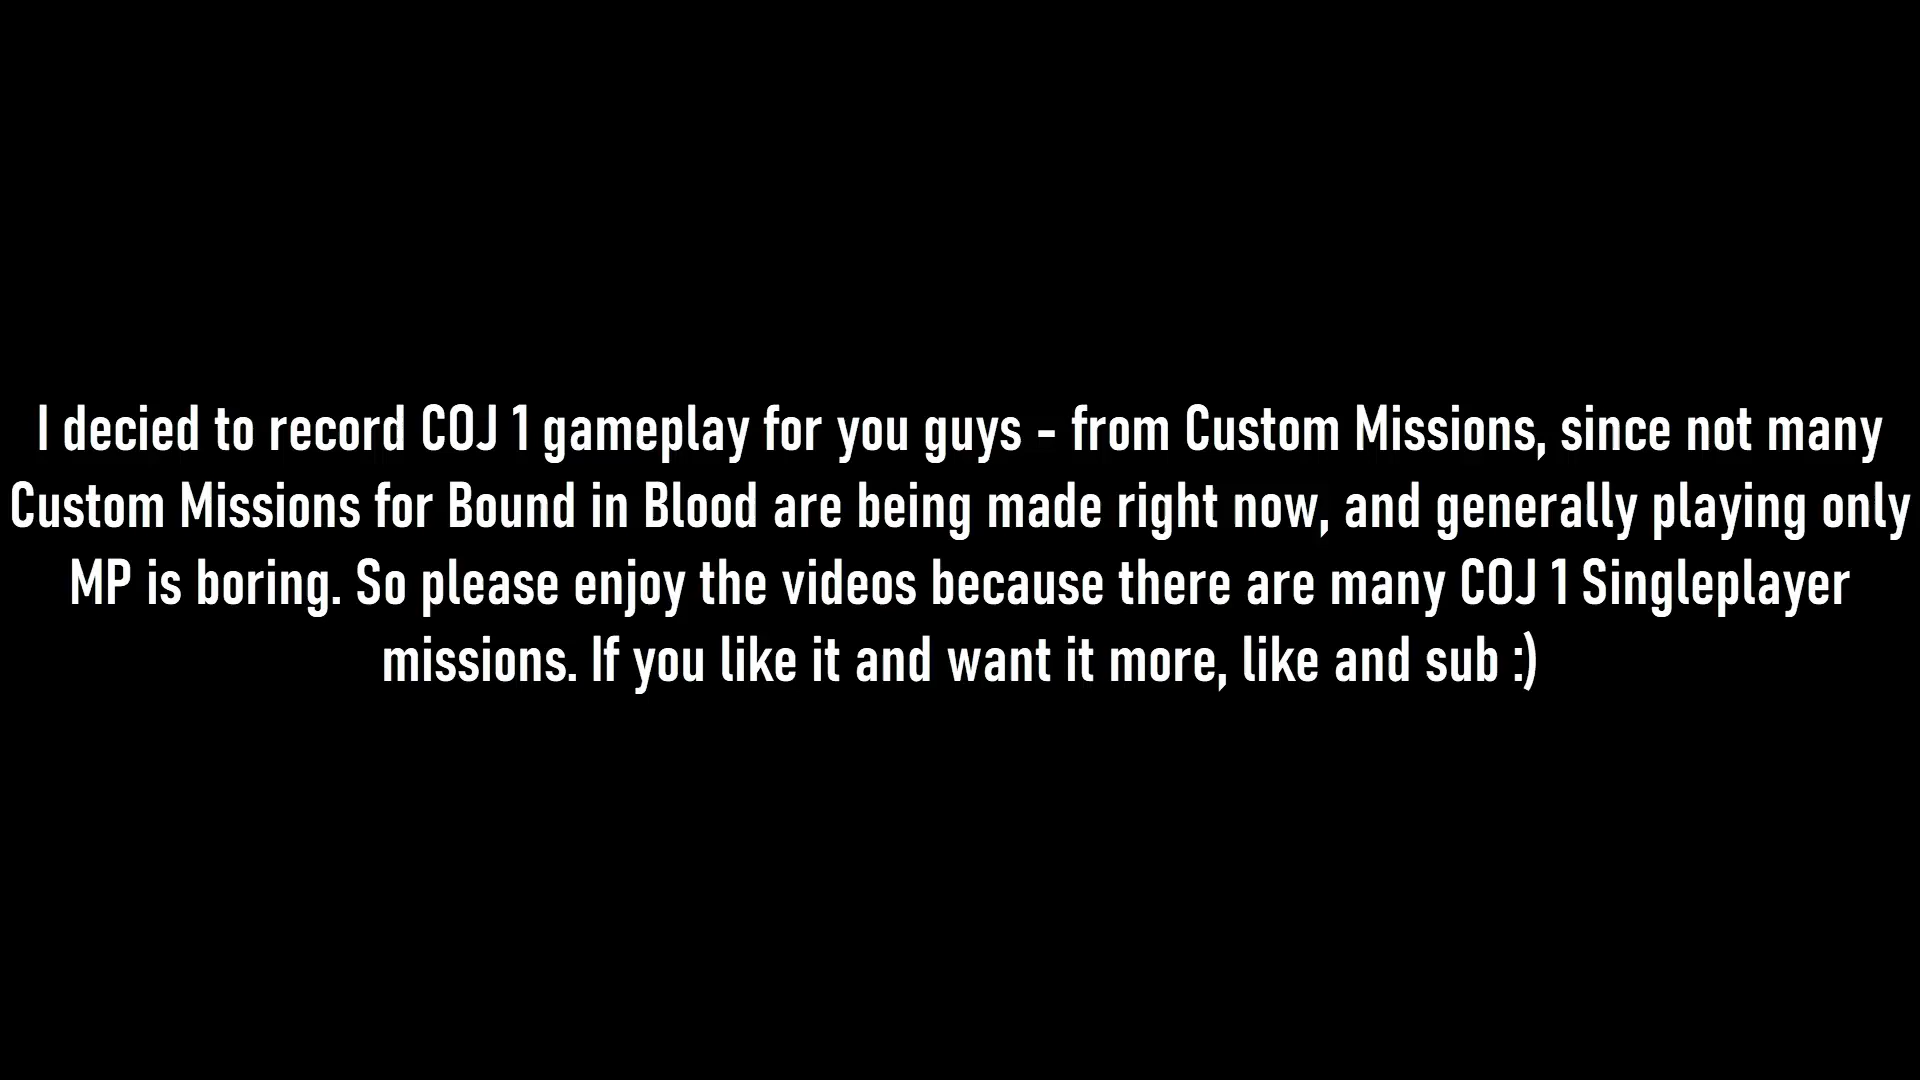 I decied to record COJ 1 gameplay for you guys - from Custom Missions, since not many
Custom Missions for Bound in Blood are being made right now, and generally playing only
MP is boring. So please enjoy the videos because there are many COJ 1 Singleplayer
missions. If you like it and want it more, like and sub :)